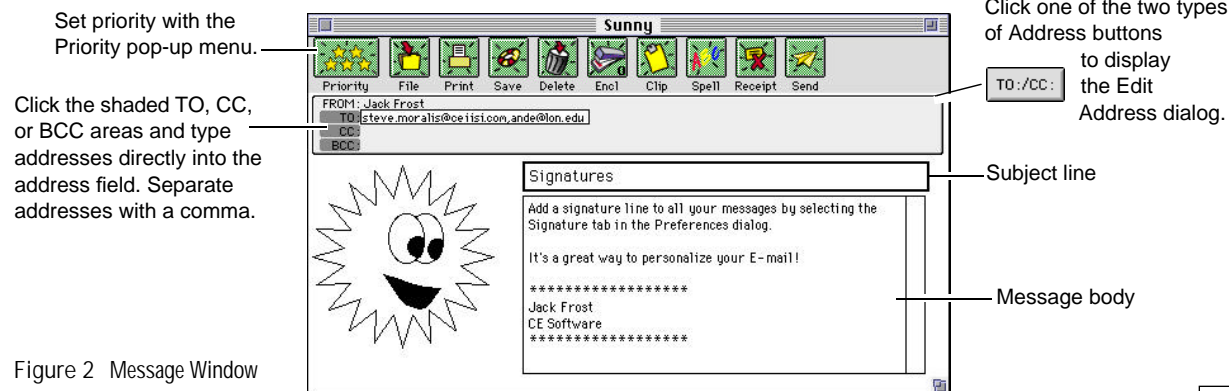 Set priority with the
Priority pop-up menu.
Click the shaded TO, CC,
or BCC areas and type
addresses directly into the
address field. Separate
addresses with a comma.
Sunny
Priority File Print Save Delete Encl Clip Spell Receipt Send
0
ABC
FROM: Jack Frost
TO: steve.moralis@ceiisi.com,ande@lon.edu
CC:
BCC:
Signatures
Add a signature line to all your messages by selecting the
Signature tab in the Preferences dialog.
It's a great way to personalize your E-mail!
******************
Jack Frost
CE Software
******************
Click one of the two types
of Address buttons
to display
TO:/CC: the Edit
Address dialog.
Subject line
Message body
Figure 2 Message Window